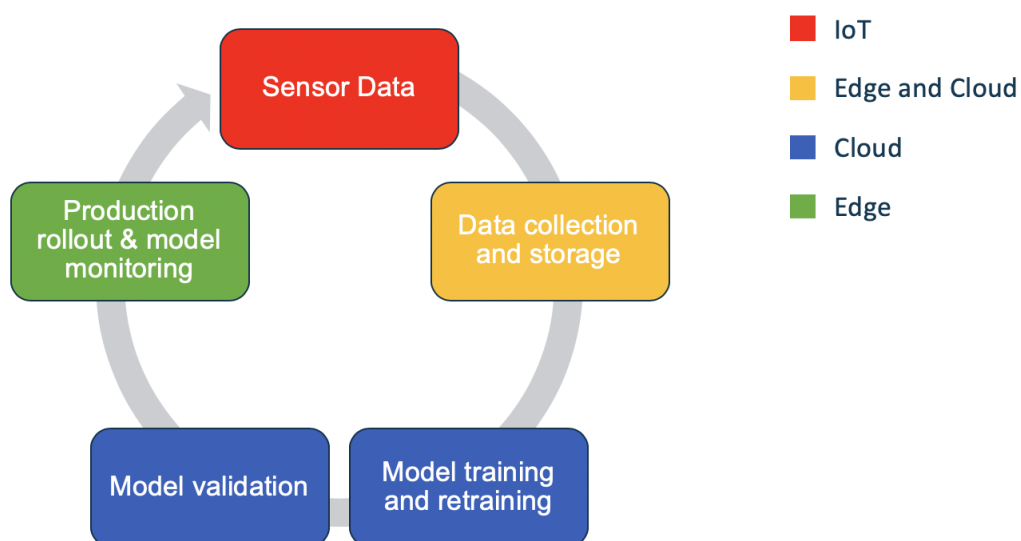 Sensor Data
Data collection
and storage
Model training
and retraining
Model validation
Production
rollout & model
monitoring
IoT
Edge and Cloud
Cloud
Edge